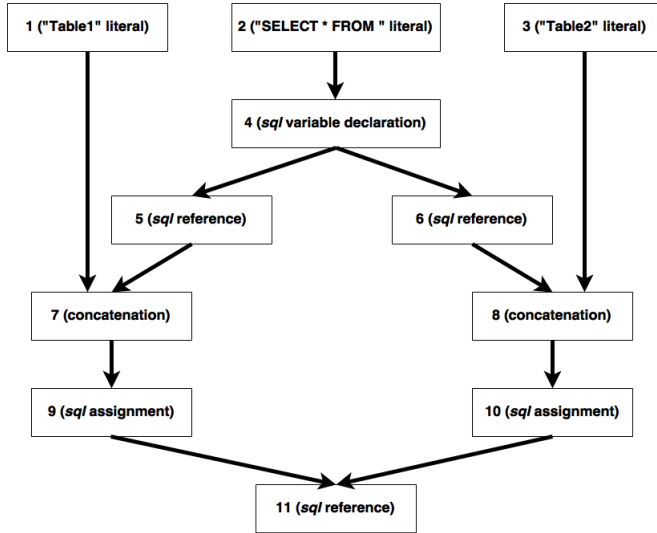 1 ("Table1" literal)
2 ("SELECT * FROM " literal)
3 ("Table2" literal)
4 (sql variable declaration)
5 (sql reference)
6 (sql reference)
7 (concatenation)
8 (concatenation)
9 (sql assignment)
10 (sql assignment)
11 (sql reference)